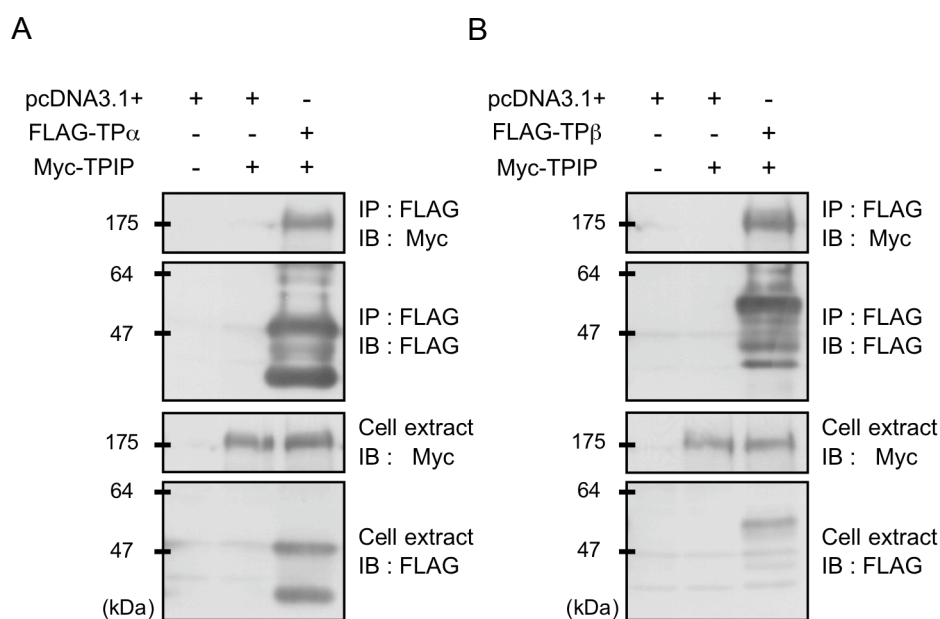 A
pcDNA3.1+ + + -
FLAG-TPα - - +
Myc-TPIP - + +
175
IP : FLAG
IB : Myc
64
47
IP : FLAG
IB : FLAG
175
Cell extract
IB : Myc
64
47
(kDa)
Cell extract
IB : FLAG
B
pcDNA3.1+ + + -
FLAG-TPβ - - +
Myc-TPIP - + +
175
IP : FLAG
IB : Myc
64
47
IP : FLAG
IB : FLAG
175
Cell extract
IB : Myc
64
47
(kDa)
Cell extract
IB : FLAG